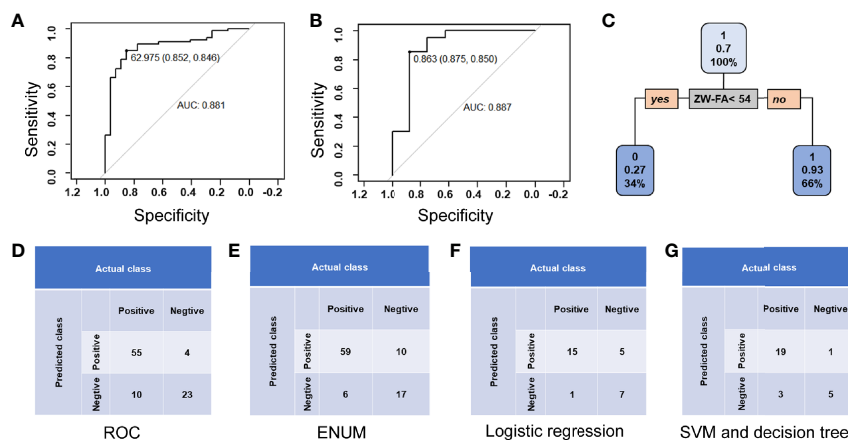 A
1.0
0.8
0.6
0.4
0.2
0.0
Sensitivity
62.975 (0.852, 0.846)
AUC: 0.881
1.2 1.0 0.8 0.6 0.4 0.2 0.0 -0.2
Specificity
B
1.0
0.8
0.6
0.4
0.2
0.0
Sensitivity
0.863 (0.875, 0.850)
AUC: 0.887
1.2 1.0 0.8 0.6 0.4 0.2 0.0 -0.2
Specificity
C
1
0.7
100%
yes ZW-FA< 54 no
0
0.27
34%
1
0.93
66%
D
Actual class
Predicted class
Positive Negtive
Positive 55 4
Negtive 10 23
ROC
E
Actual class
Predicted class
Positive Negtive
Positive 59 10
Negtive 6 17
ENUM
F
Actual class
Predicted class
Positive Negtive
Positive 15 5
Negtive 1 7
Logistic regression
G
Actual class
Predicted class
Positive Negtive
Positive 19 1
Negtive 3 5
SVM and decision tree